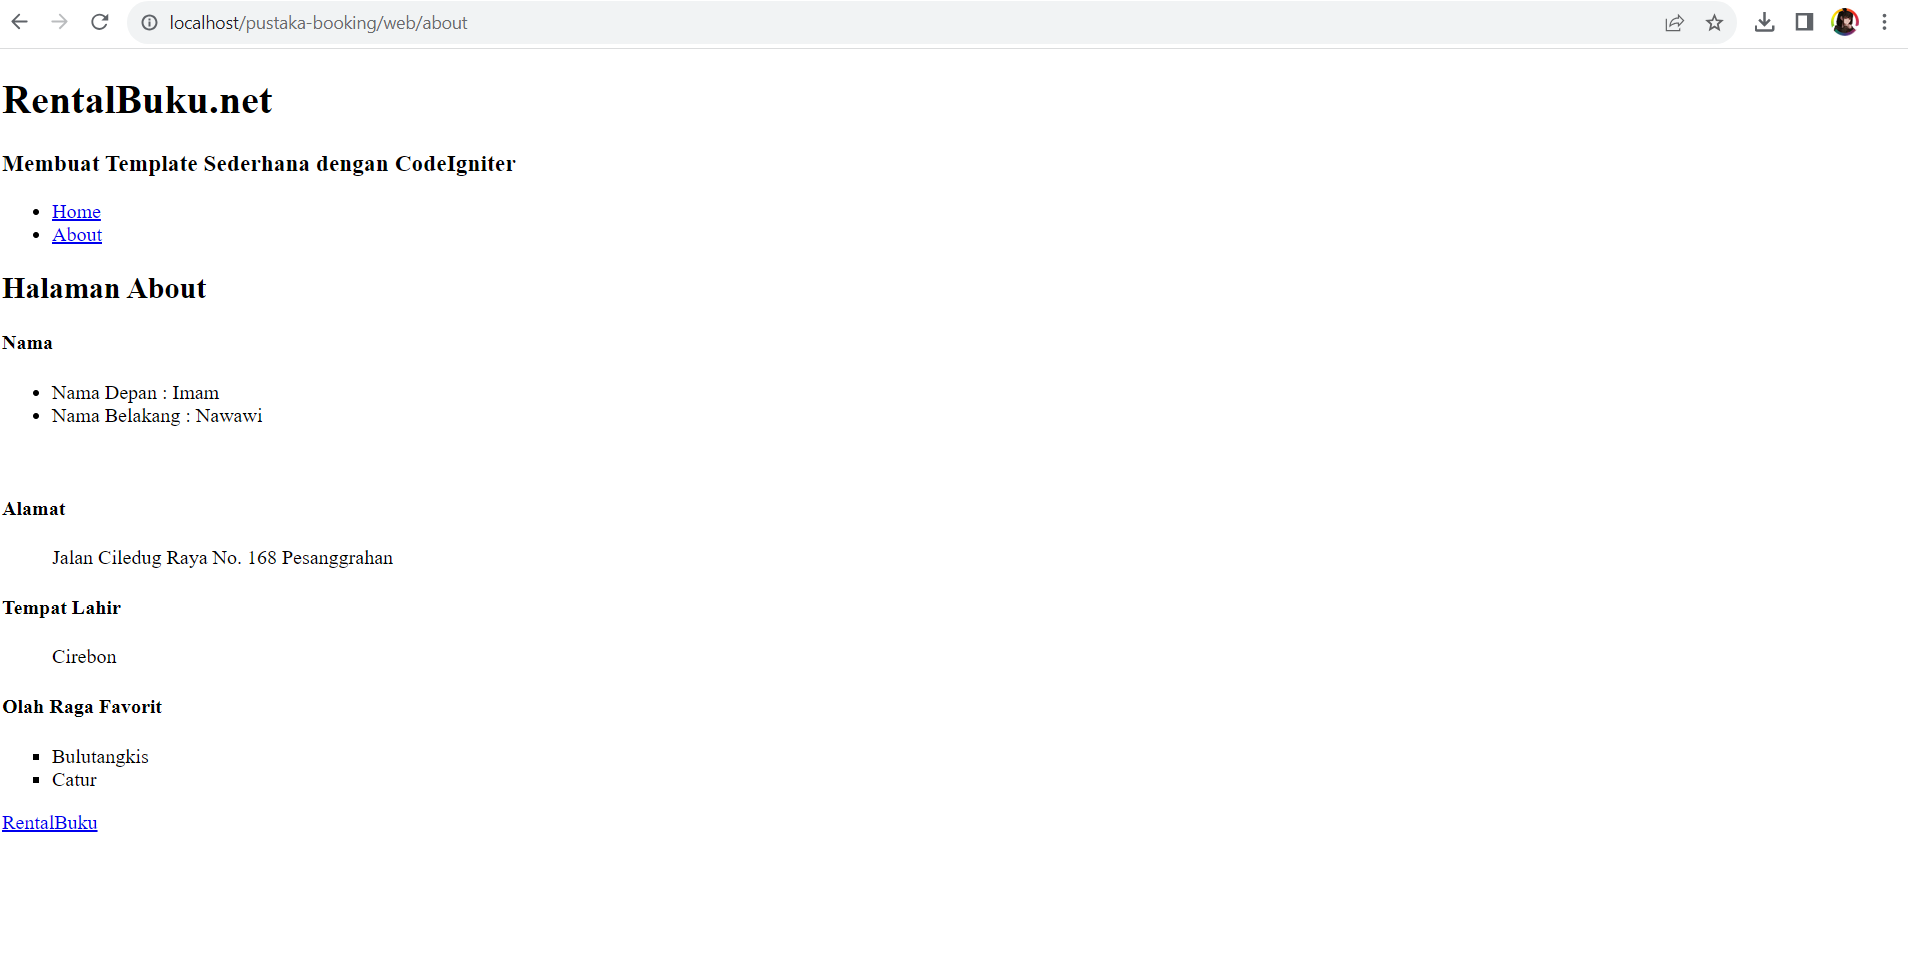 localhost/pustaka-booking/web/about
RentalBuku.net
Membuat Template Sederhana dengan CodeIgniter
Home
About
Halaman About
Nama
Nama Depan : Imam
Nama Belakang : Nawawi
Alamat
Jalan Ciledug Raya No. 168 Pesanggrahan
Tempat Lahir
Cirebon
Olah Raga Favorit
Bulutangkis
Catur
RentalBuku